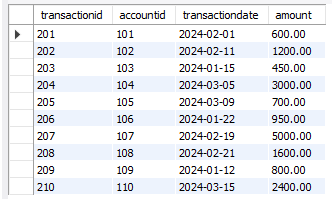 transactionid accountid transactiondate amount
201 101 2024-02-01 600.00
202 102 2024-02-11 1200.00
203 103 2024-01-15 450.00
204 104 2024-03-05 3000.00
205 105 2024-03-09 700.00
206 106 2024-01-22 950.00
207 107 2024-02-19 5000.00
208 108 2024-02-21 1600.00
209 109 2024-01-12 800.00
210 110 2024-03-15 2400.00